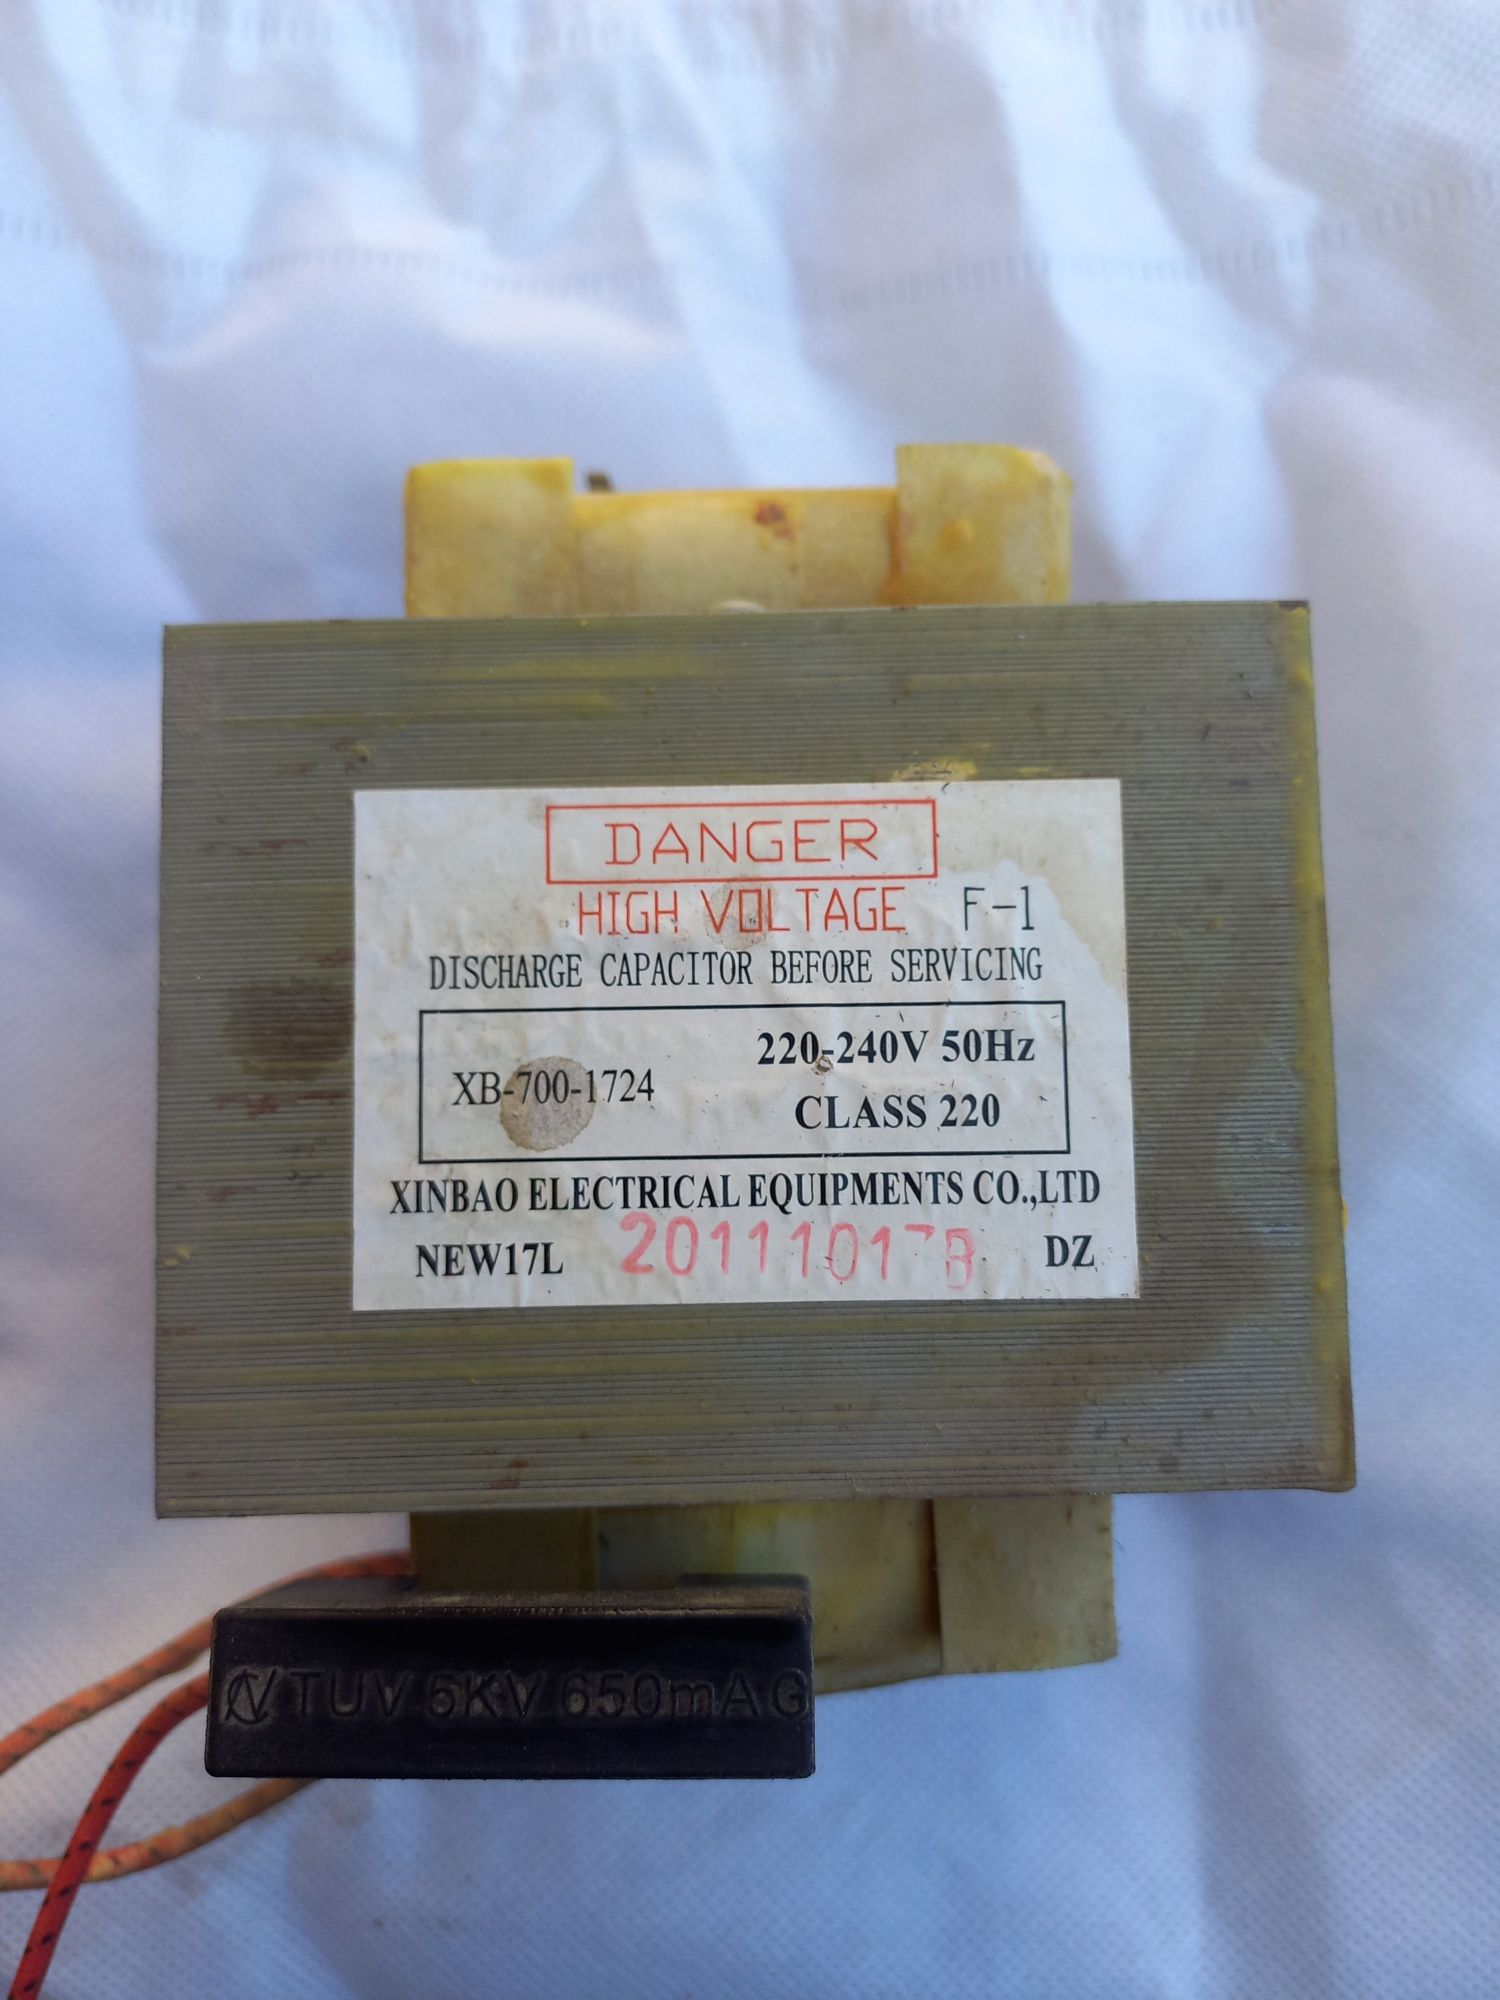 DANGER
HIGH VOLTAGE F-1
DISCHARGE CAPACITOR BEFORE SERVICING
220-240V 50Hz
XB-700-1724
CLASS 220
XINBAO ELECTRICAL EQUIPMENTS CO.,LTD
NEW17L 20111017B DZ
TUV 5KV 650mA G